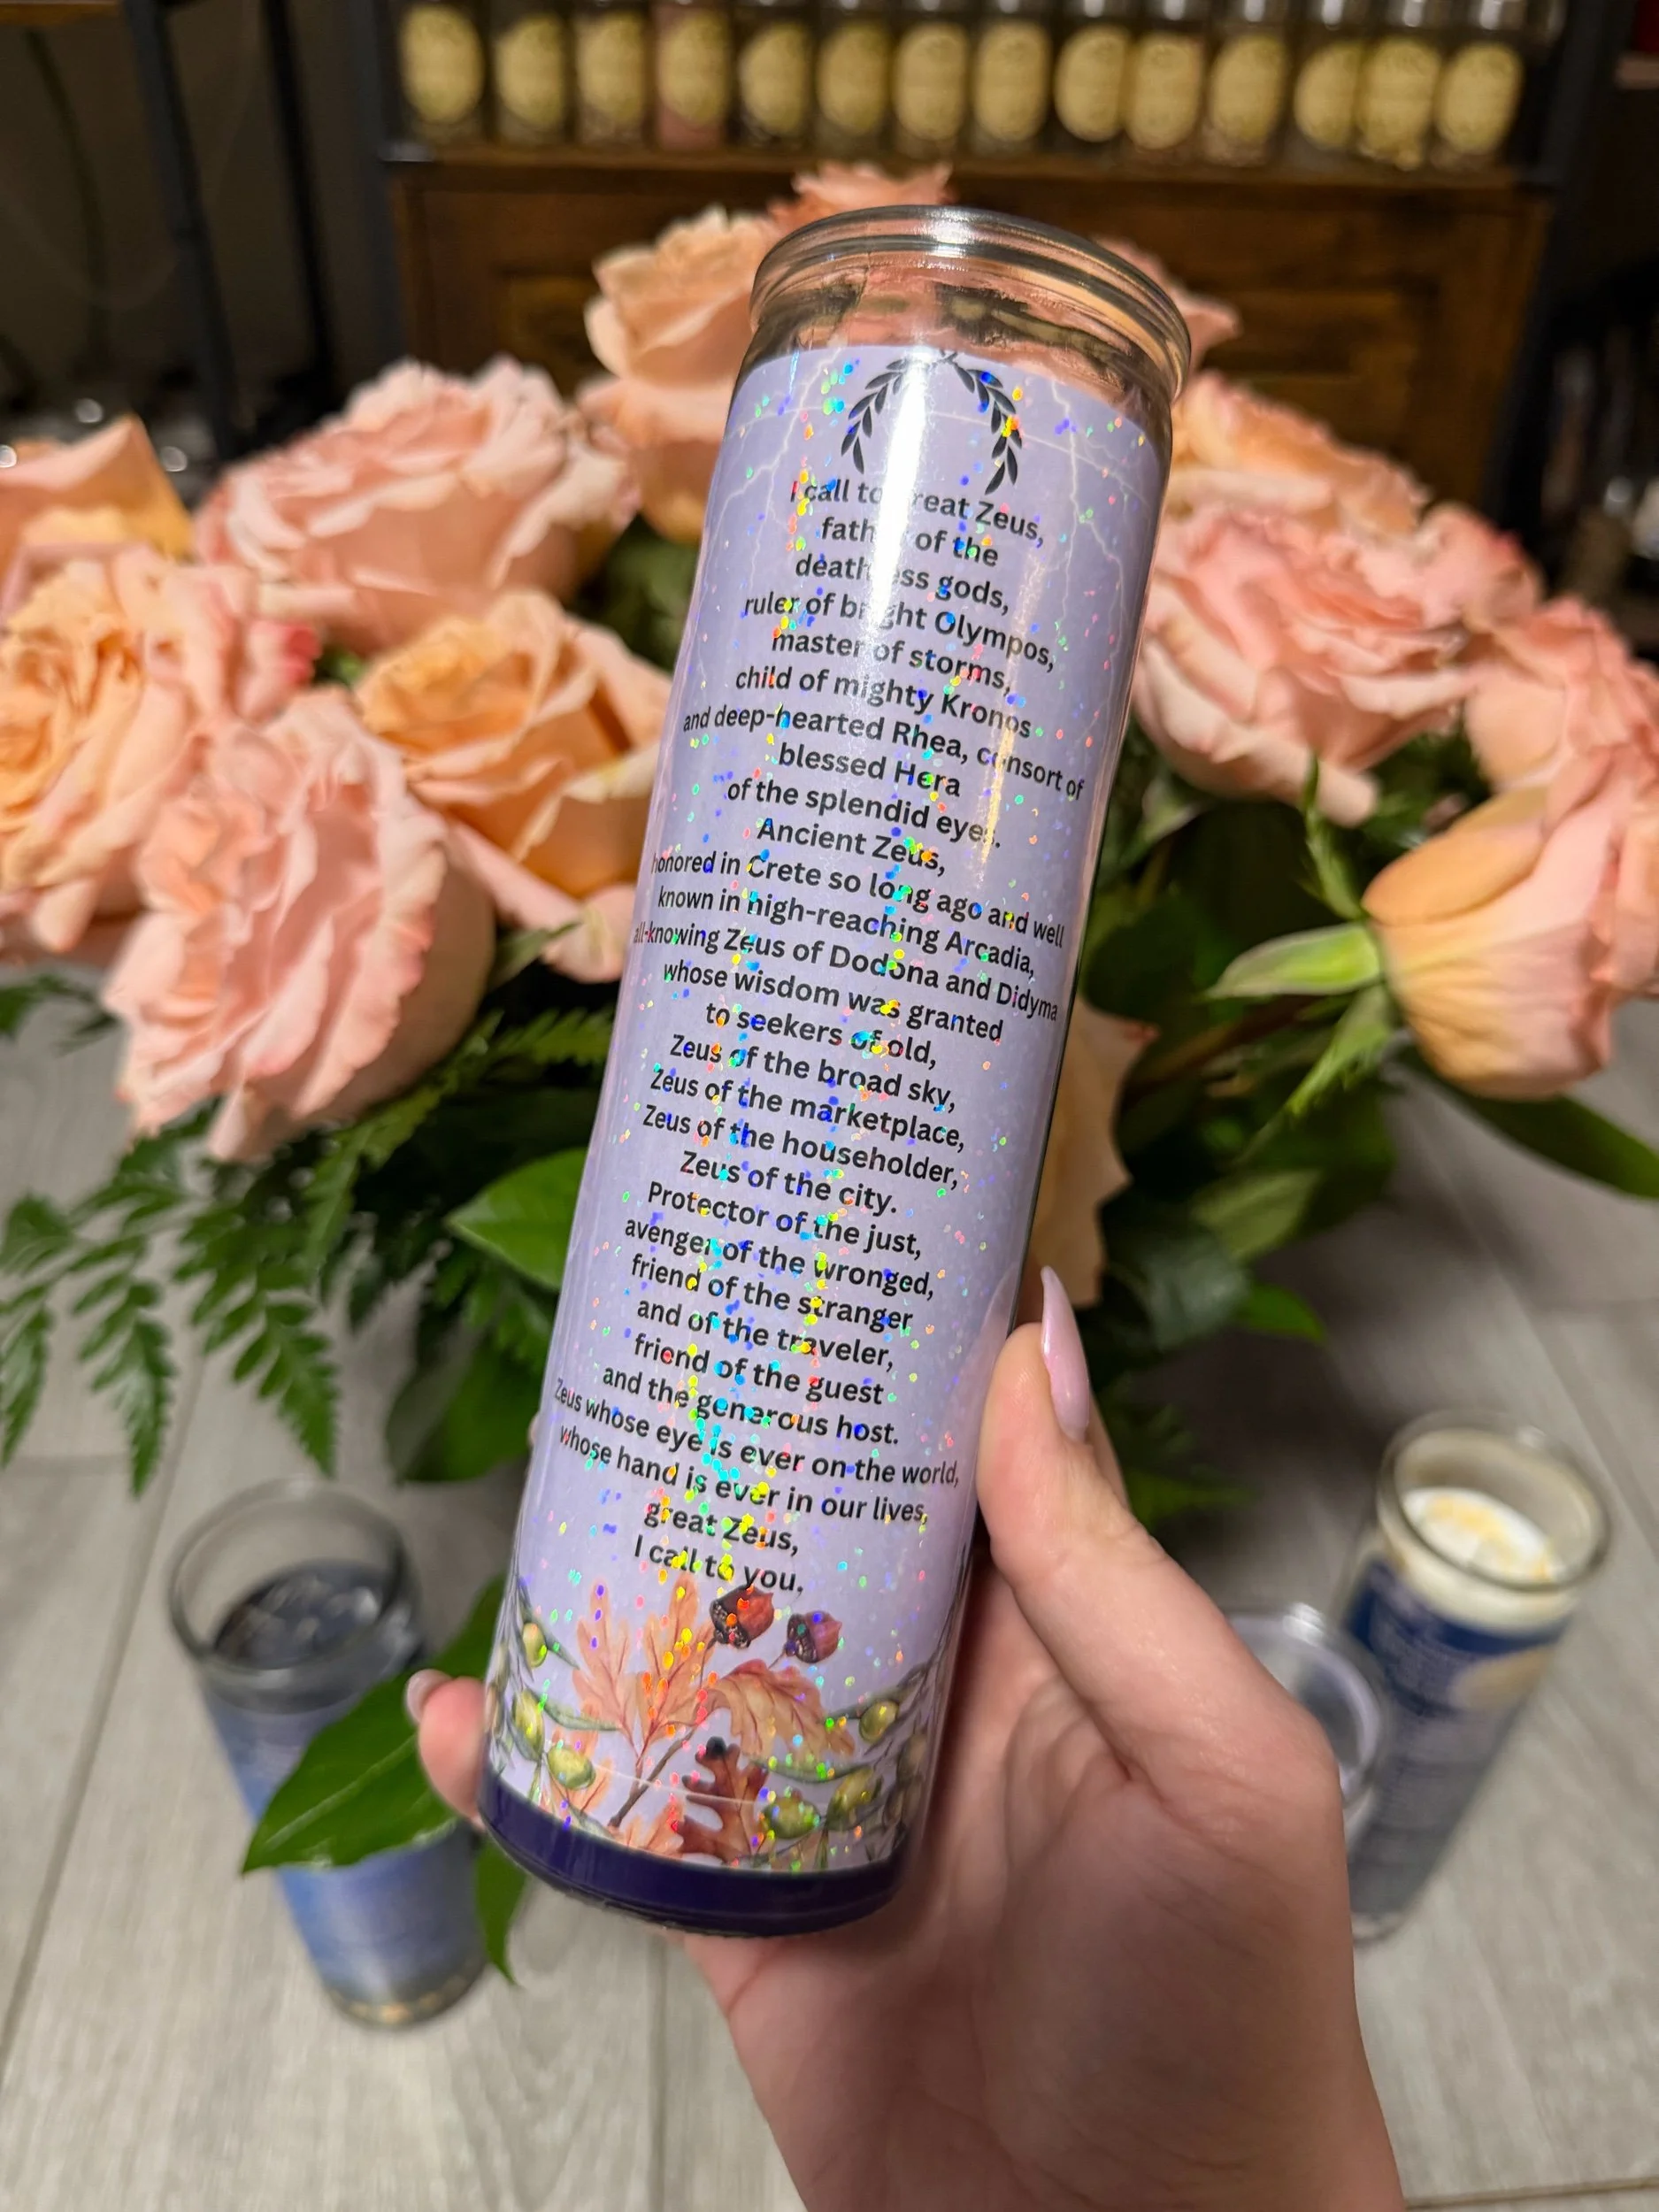 I call to great Zeus,
father of the
deathless gods,
ruler of bright Olympos,
master of storms,
child of mighty Kronos
and deep-hearted Rhea, consort of
blessed Hera
of the splendid eyes.
Ancient Zeus,
honored in Crete so long ago and well
known in high-reaching Arcadia,
all-knowing Zeus of Dodona and Didyma
whose wisdom was granted
to seekers of old,
Zeus of the broad sky,
Zeus of the marketplace,
Zeus of the householder,
Zeus of the city.
Protector of the just,
avenger of the wronged,
friend of the stranger
and of the traveler,
friend of the guest
and the generous host.
Zeus whose eye is ever on the world,
whose hand is ever in our lives,
great Zeus,
I call to you.